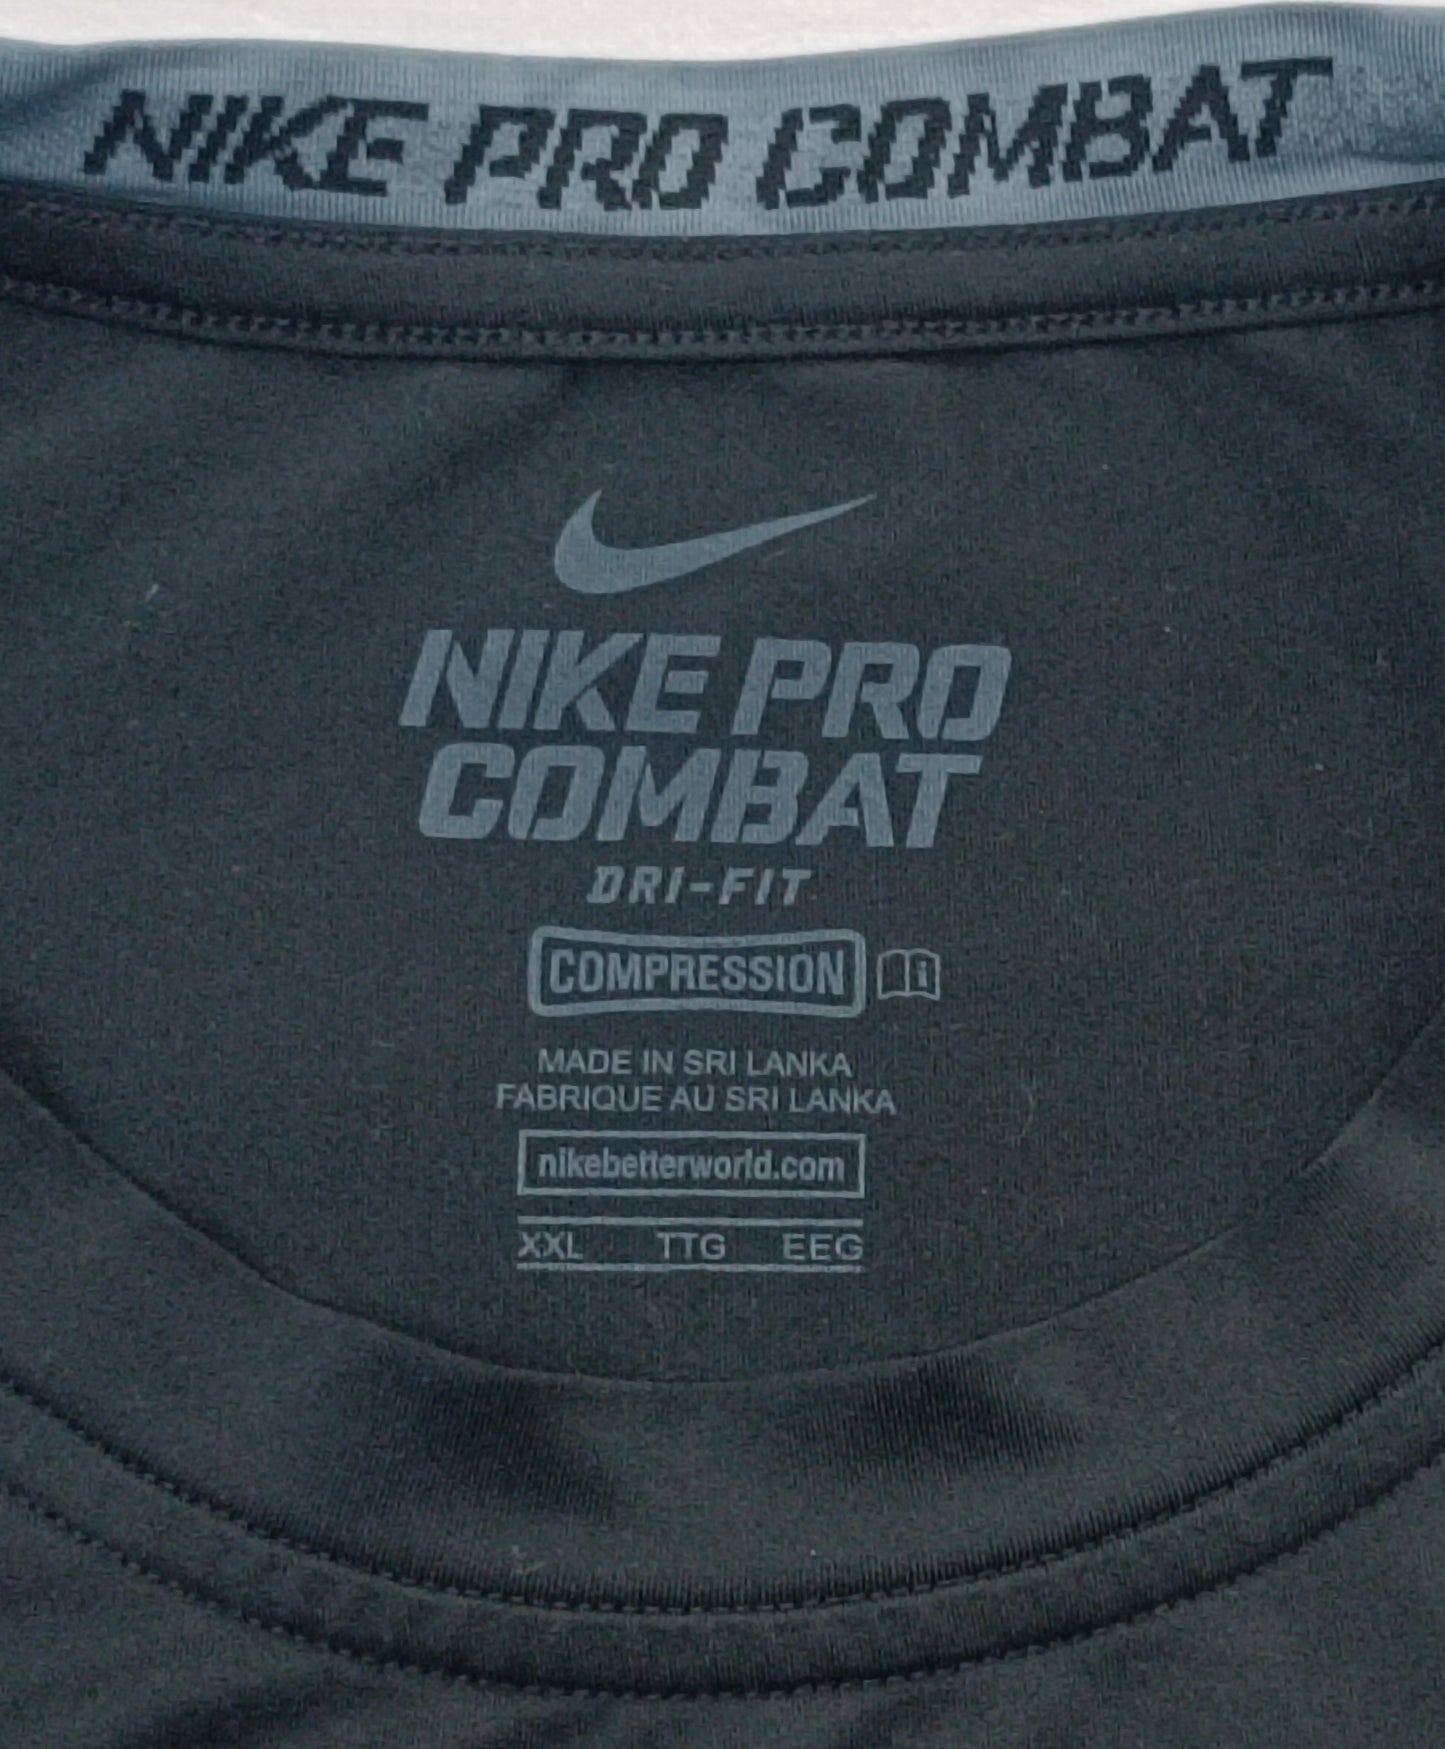 NIKE PRO COMBAT
NIKE PRO
COMBAT
DRI-FIT
COMPRESSION i
MADE IN SRI LANKA
FABRIQUE AU SRI LANKA
nikebetterworld.com
XXL TTG EEG